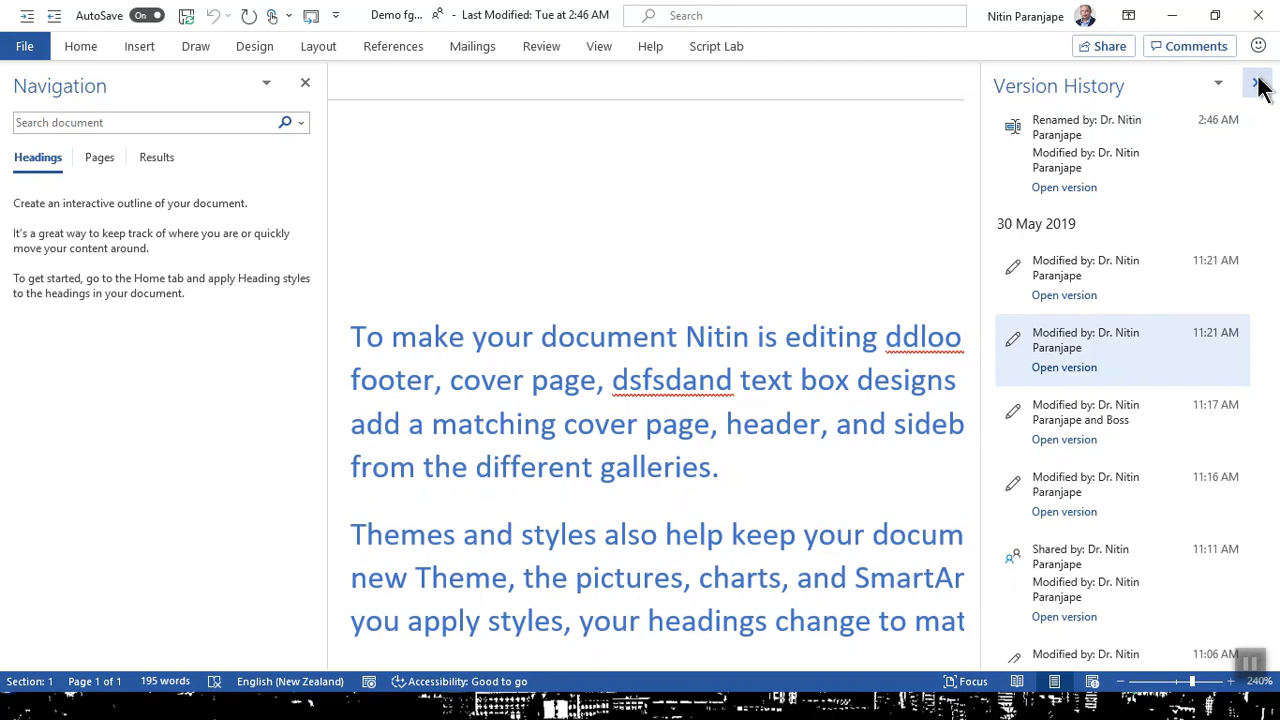 AutoSave On Demo fg... - Last Modified: Tue at 2:46 AM Search Nitin Paranjape
File Home Insert Draw Design Layout References Mailings Review View Help Script Lab Share Comments
Navigation
Search document
Headings Pages Results
Create an interactive outline of your document.
It's a great way to keep track of where you are or quickly
move your content around.
To get started, go to the Home tab and apply Heading styles
to the headings in your document.
To make your document Nitin is editing ddloo
footer, cover page, dsfsdand text box designs
add a matching cover page, header, and sideb
from the different galleries.
Themes and styles also help keep your docum
new Theme, the pictures, charts, and SmartAr
you apply styles, your headings change to mat
Version History
Renamed by: Dr. Nitin 2:46 AM
Paranjape
Modified by: Dr. Nitin
Paranjape
Open version
30 May 2019
Modified by: Dr. Nitin 11:21 AM
Paranjape
Open version
Modified by: Dr. Nitin 11:21 AM
Paranjape
Open version
Modified by: Dr. Nitin 11:17 AM
Paranjape and Boss
Open version
Modified by: Dr. Nitin 11:16 AM
Paranjape
Open version
Shared by: Dr. Nitin 11:11 AM
Paranjape
Modified by: Dr. Nitin
Paranjape
Open version
Modified by: Dr. Nitin 11:06 AM
Section: 1 Page 1 of 1 195 words English (New Zealand) Accessibility: Good to go Focus 240%